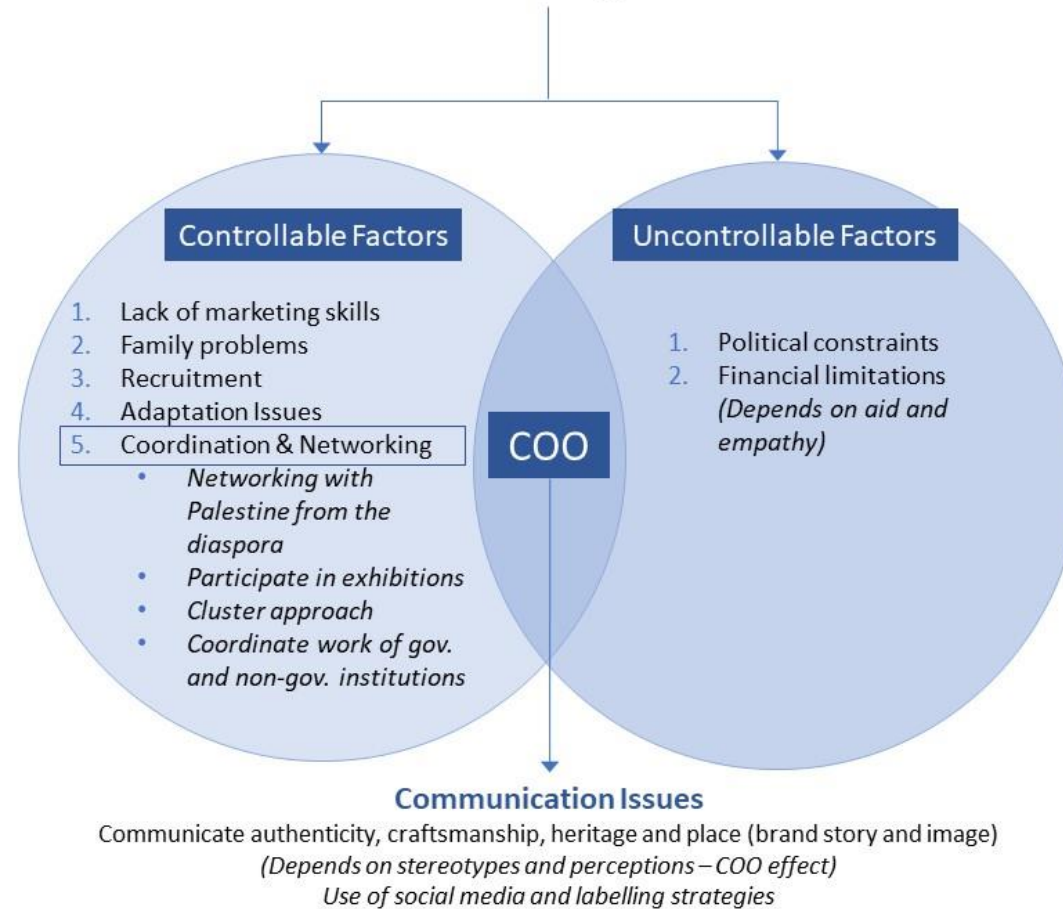 Controllable Factors
1. Lack of marketing skills
2. Family problems
3. Recruitment
4. Adaptation Issues
5. Coordination & Networking
• Networking with
Palestine from the
diaspora
• Participate in exhibitions
• Cluster approach
• Coordinate work of gov.
and non-gov. institutions
COO
Uncontrollable Factors
1. Political constraints
2. Financial limitations
(Depends on aid and
empathy)
Communication Issues
Communicate authenticity, craftsmanship, heritage and place (brand story and image)
(Depends on stereotypes and perceptions – COO effect)
Use of social media and labelling strategies